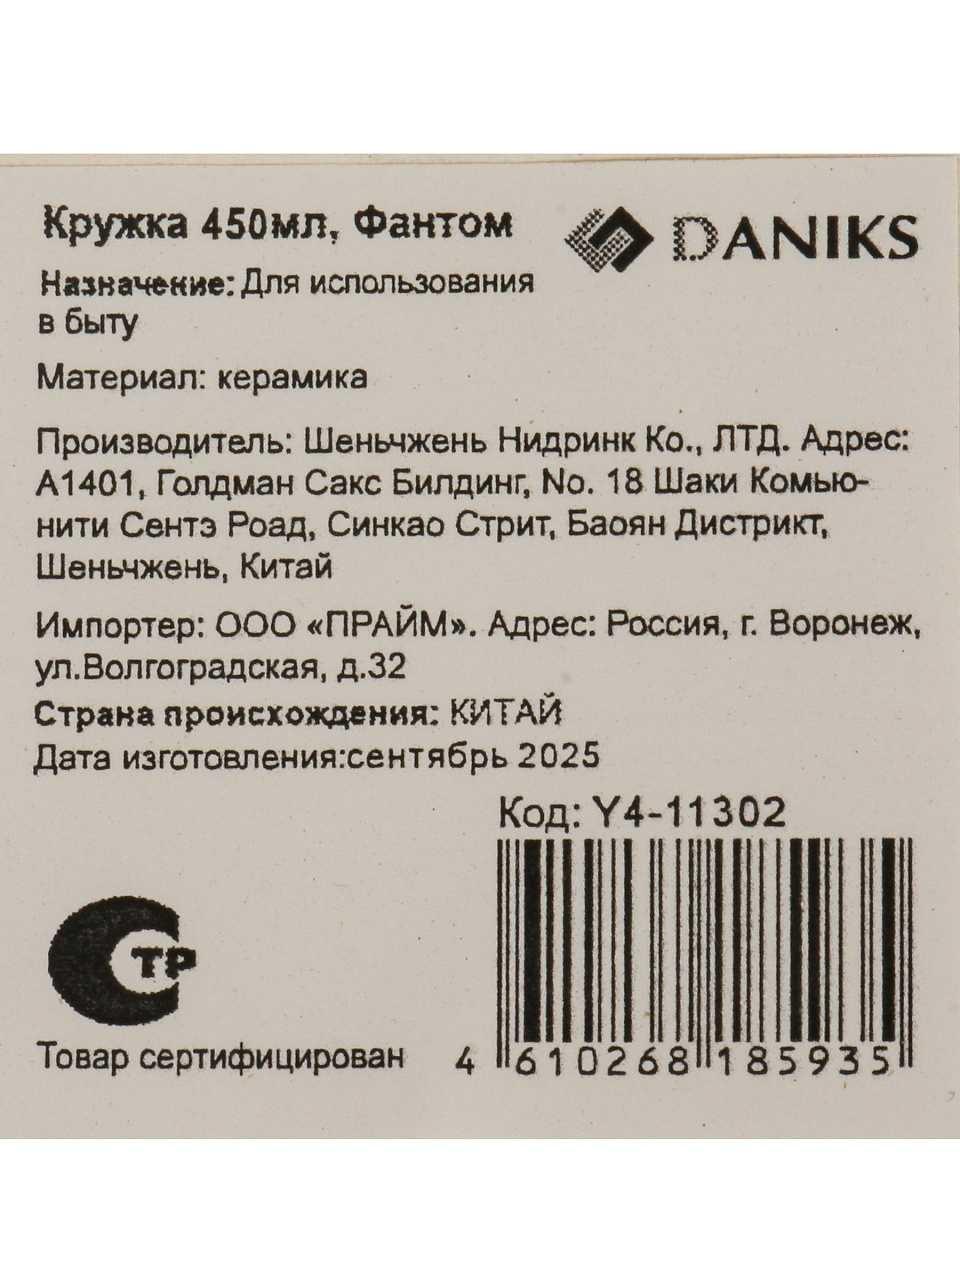 Кружка 450мл, Фантом
DANIKS
Назначение: Для использования
в быту
Материал: керамика
Производитель: Шеньчжень Нидринк Ко., ЛТД. Адрес:
А1401, Голдман Сакс Билдинг, No. 18 Шаки Комью-
нити Сентэ Роад, Синкао Стрит, Баоян Дистрикт,
Шеньчжень, Китай
Импортер: ООО «ПРАЙМ». Адрес: Россия, г. Воронеж,
ул.Волгоградская, д.32
Страна происхождения: КИТАЙ
Дата изготовления:сентябрь 2025
Код: Y4-11302
СТР
Товар сертифицирован
4 610268 185935